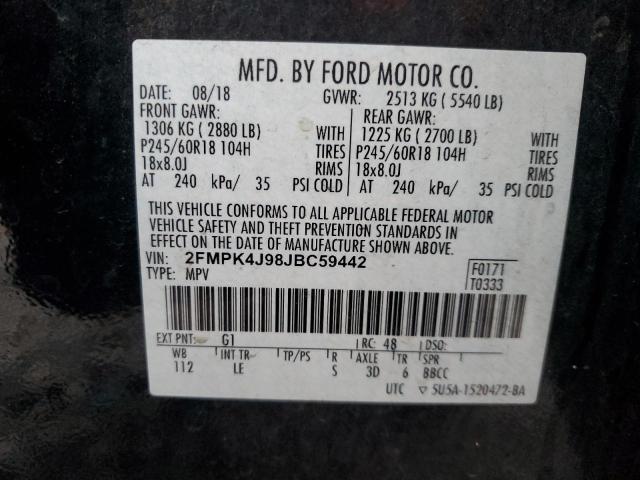 MFD. BY FORD MOTOR CO.
DATE: 08/18 GVWR: 2513 KG ( 5540 LB)
FRONT GAWR: REAR GAWR:
1306 KG ( 2880 LB) WITH 1225 KG ( 2700 LB) WITH
P245/60R18 104H TIRES P245/60R18 104H TIRES
18x8.0J RIMS 18x8.0J RIMS
AT 240 kPa/ 35 PSI COLD AT 240 kPa/ 35 PSI COLD
THIS VEHICLE CONFORMS TO ALL APPLICABLE FEDERAL MOTOR
VEHICLE SAFETY AND THEFT PREVENTION STANDARDS IN
EFFECT ON THE DATE OF MANUFACTURE SHOWN ABOVE.
VIN: 2FMPK4J98JBC59442 F0171
TYPE: MPV T0333
EXT PNT: G1 RC: 48 DSO:
WB INT TR TP/PS R AXLE TR SPR
112 LE S 3D 6 BBCC
UTC ▽ 5U5A-1520472-BA